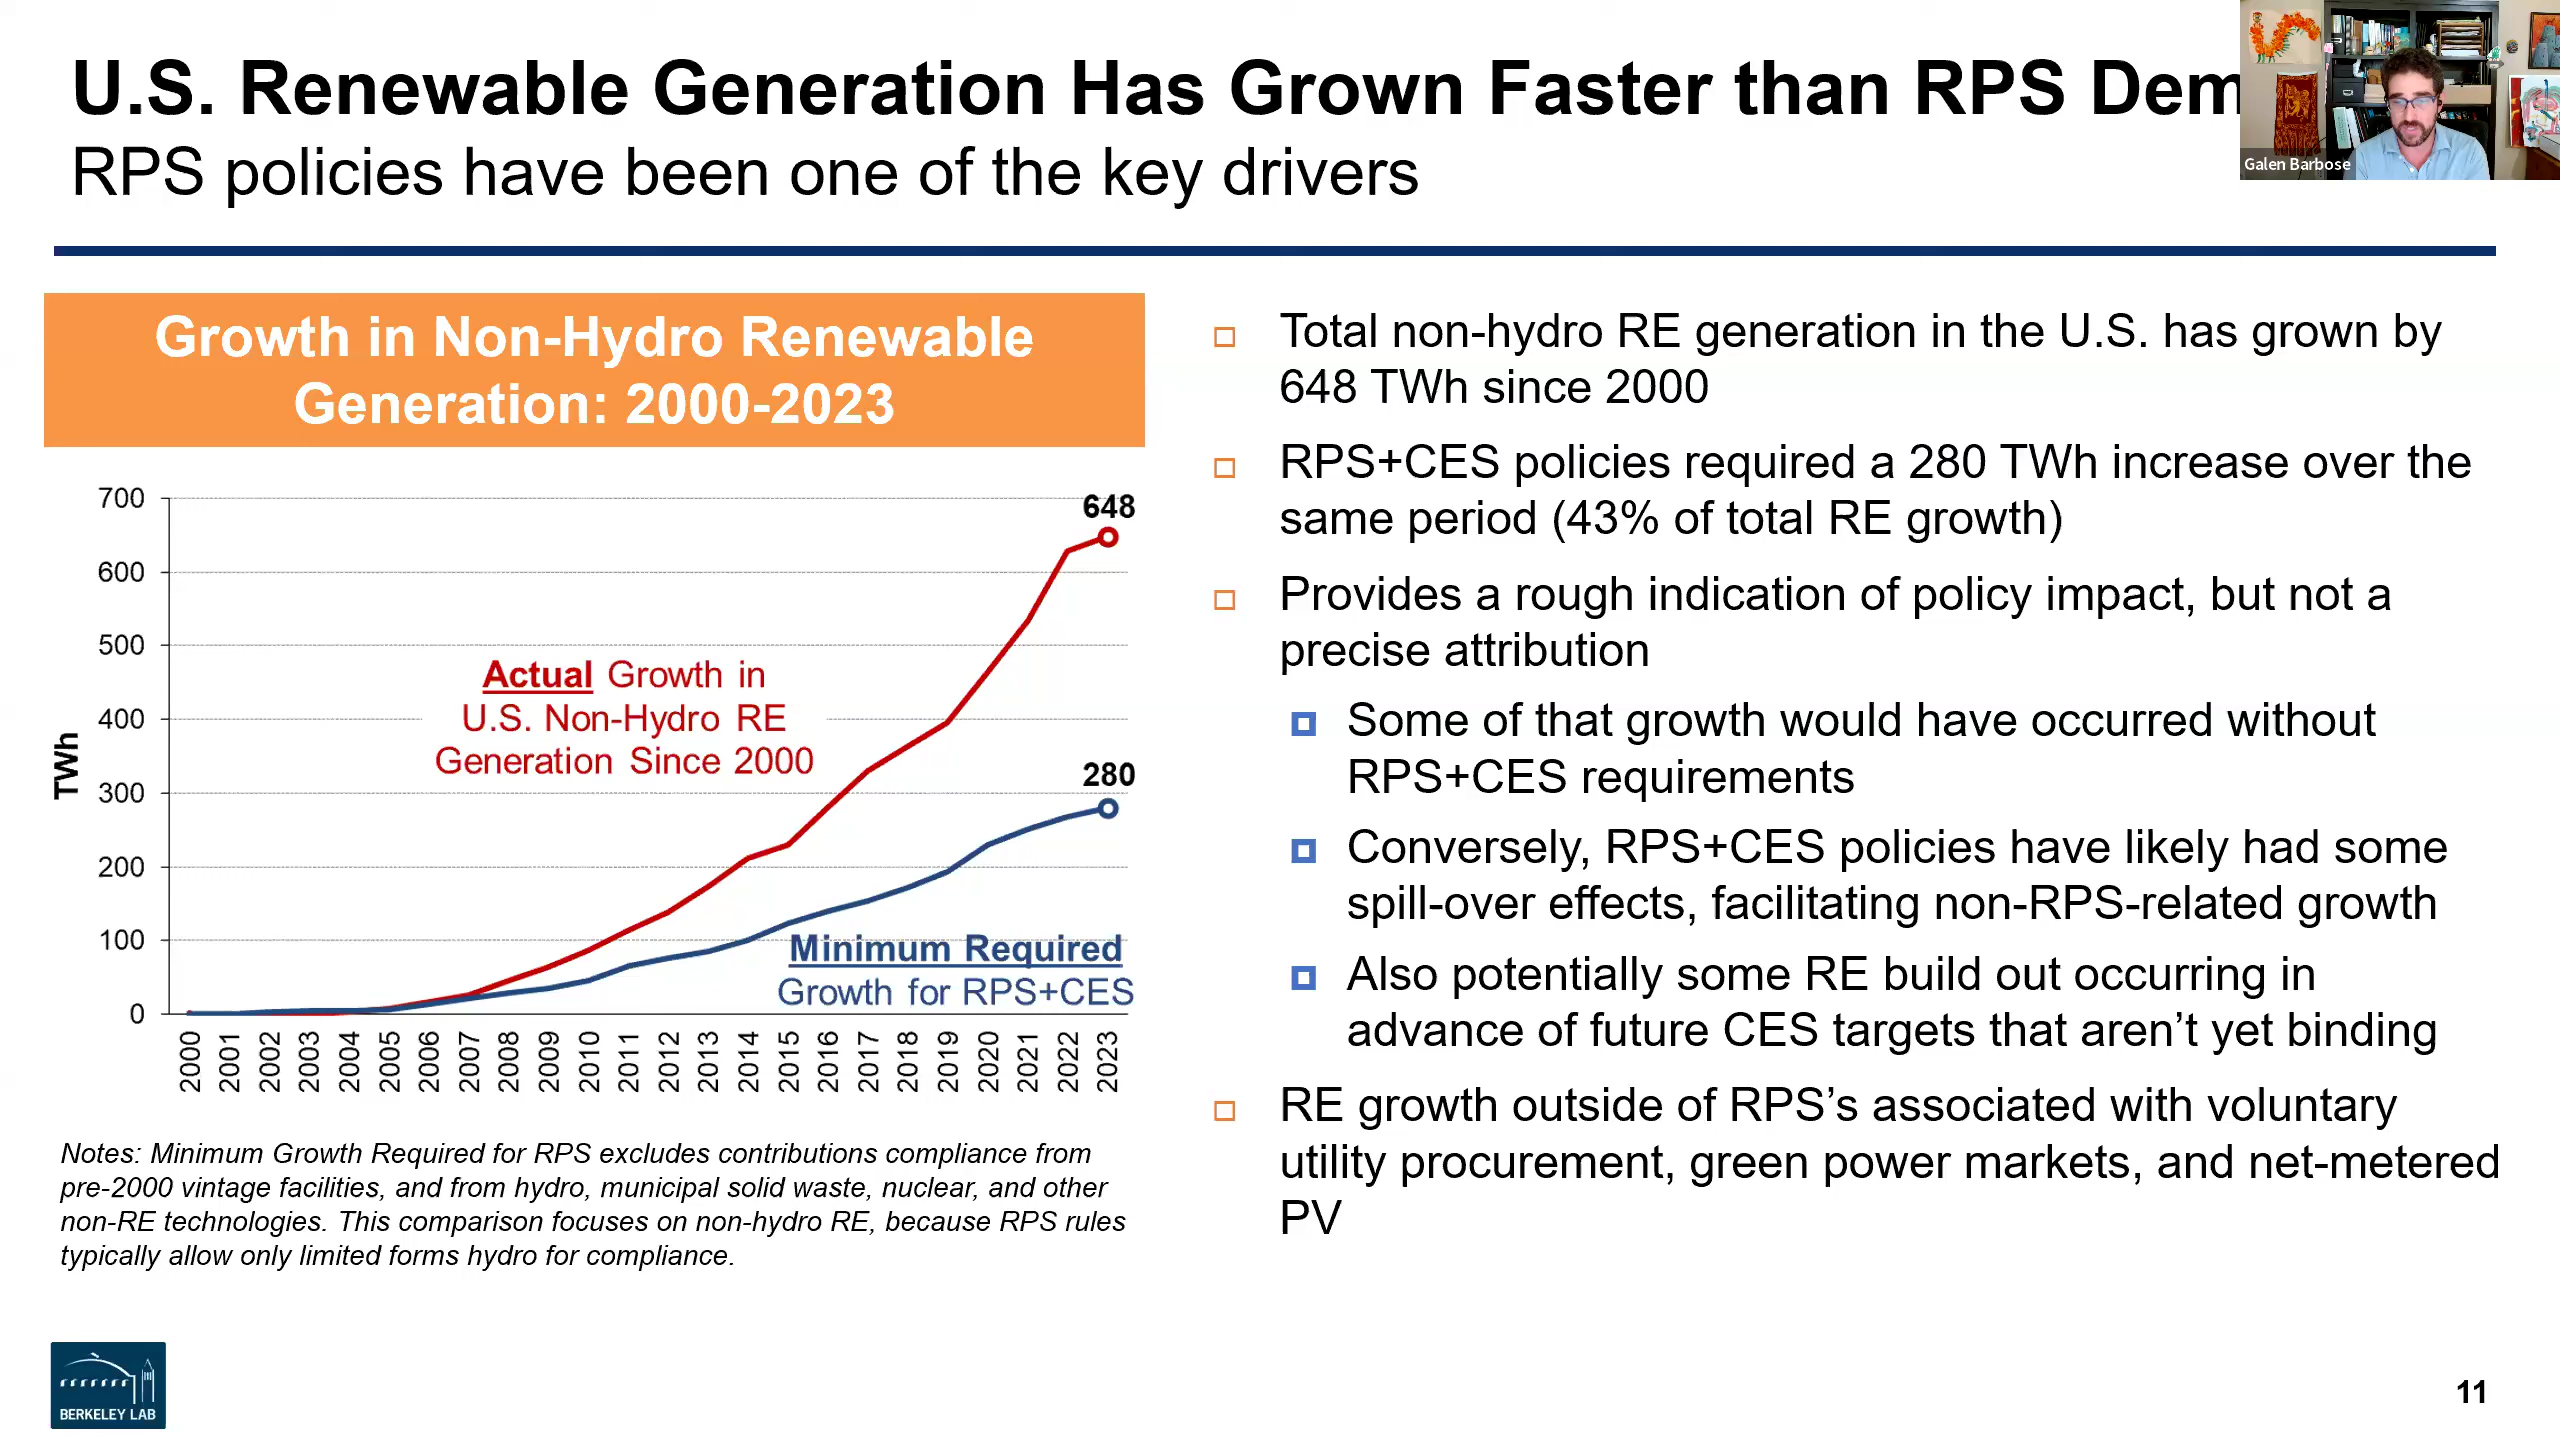 U.S. Renewable Generation Has Grown Faster than RPS Dem
RPS policies have been one of the key drivers
Galen Barbose
Growth in Non-Hydro Renewable
Generation: 2000-2023
TWh
700
600
500
400
300
200
100
0
648
280
Actual Growth in
U.S. Non-Hydro RE
Generation Since 2000
Minimum Required
Growth for RPS+CES
2000 2001 2002 2003 2004 2005 2006 2007 2008 2009 2010 2011 2012 2013 2014 2015 2016 2017 2018 2019 2020 2021 2022 2023
Notes: Minimum Growth Required for RPS excludes contributions compliance from
pre-2000 vintage facilities, and from hydro, municipal solid waste, nuclear, and other
non-RE technologies. This comparison focuses on non-hydro RE, because RPS rules
typically allow only limited forms hydro for compliance.
Total non-hydro RE generation in the U.S. has grown by
648 TWh since 2000
RPS+CES policies required a 280 TWh increase over the
same period (43% of total RE growth)
Provides a rough indication of policy impact, but not a
precise attribution
Some of that growth would have occurred without
RPS+CES requirements
Conversely, RPS+CES policies have likely had some
spill-over effects, facilitating non-RPS-related growth
Also potentially some RE build out occurring in
advance of future CES targets that aren’t yet binding
RE growth outside of RPS’s associated with voluntary
utility procurement, green power markets, and net-metered
PV
BERKELEY LAB
11